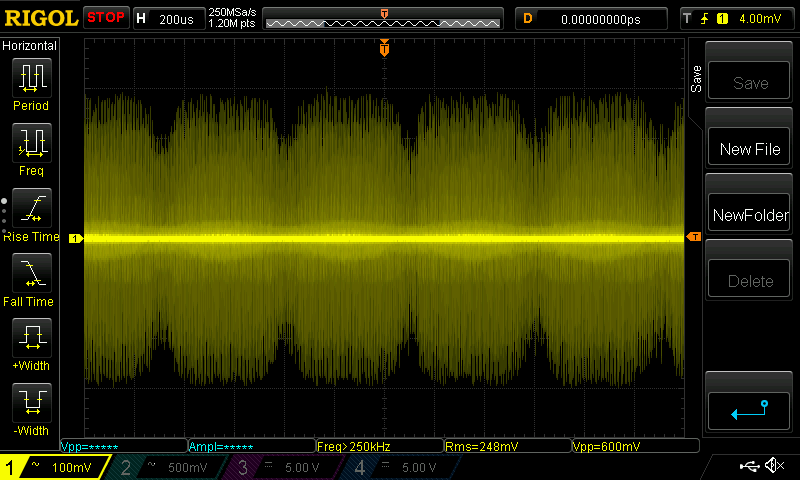 RIGOL STOP H 200us 250MSa/s 1.20M pts D 0.00000000ps T 1 4.00mV
Horizontal
Period
Freq
Rise Time
Fall Time
+Width
-Width
T
1
T
Save
Save
New File
NewFolder
Delete
Vpp=***** Ampl=***** Freq>250kHz Rms=248mV Vpp=600mV
1 ~ 100mV 2 ~ 500mV 3 5.00 V 4 5.00 V